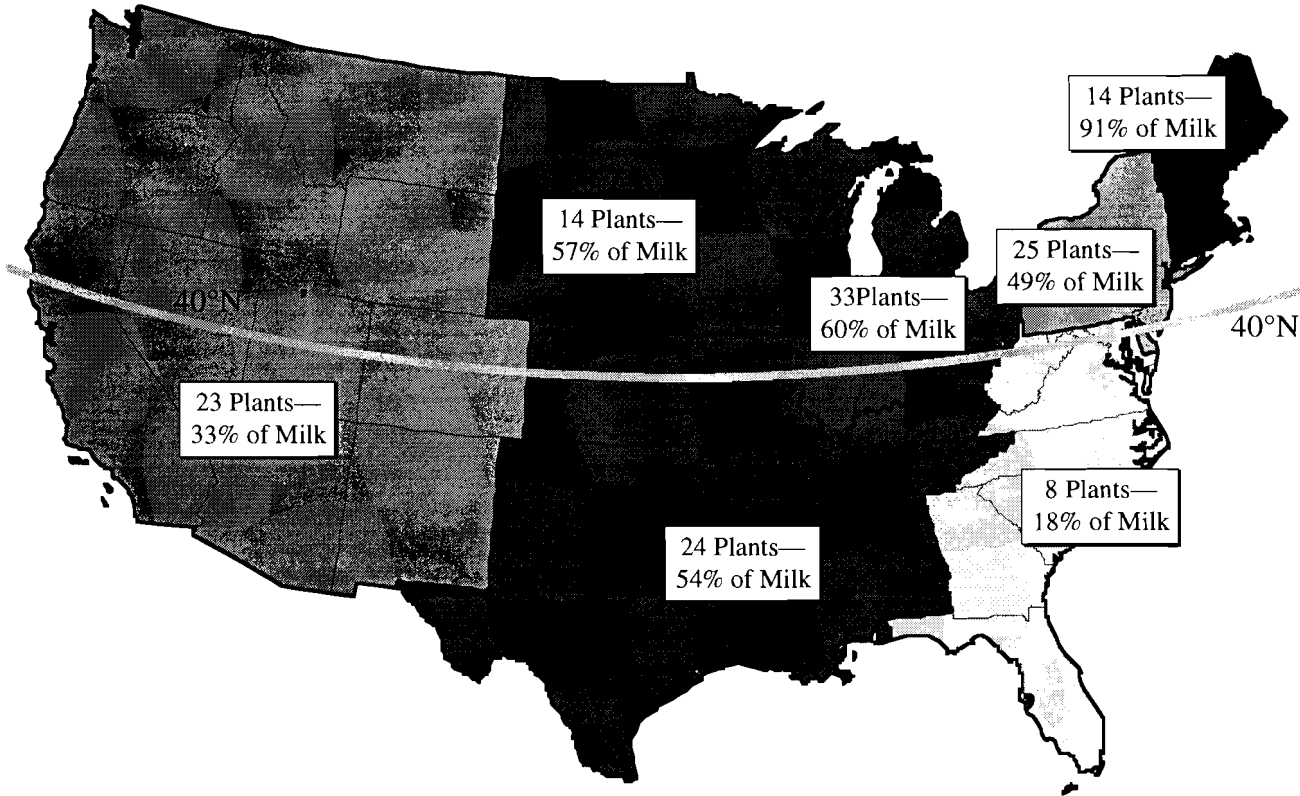 14 Plants—
91% of Milk
14 Plants—
57% of Milk
25 Plants—
49% of Milk
33Plants—
60% of Milk
40°N
40°N
23 Plants—
33% of Milk
8 Plants—
18% of Milk
24 Plants—
54% of Milk